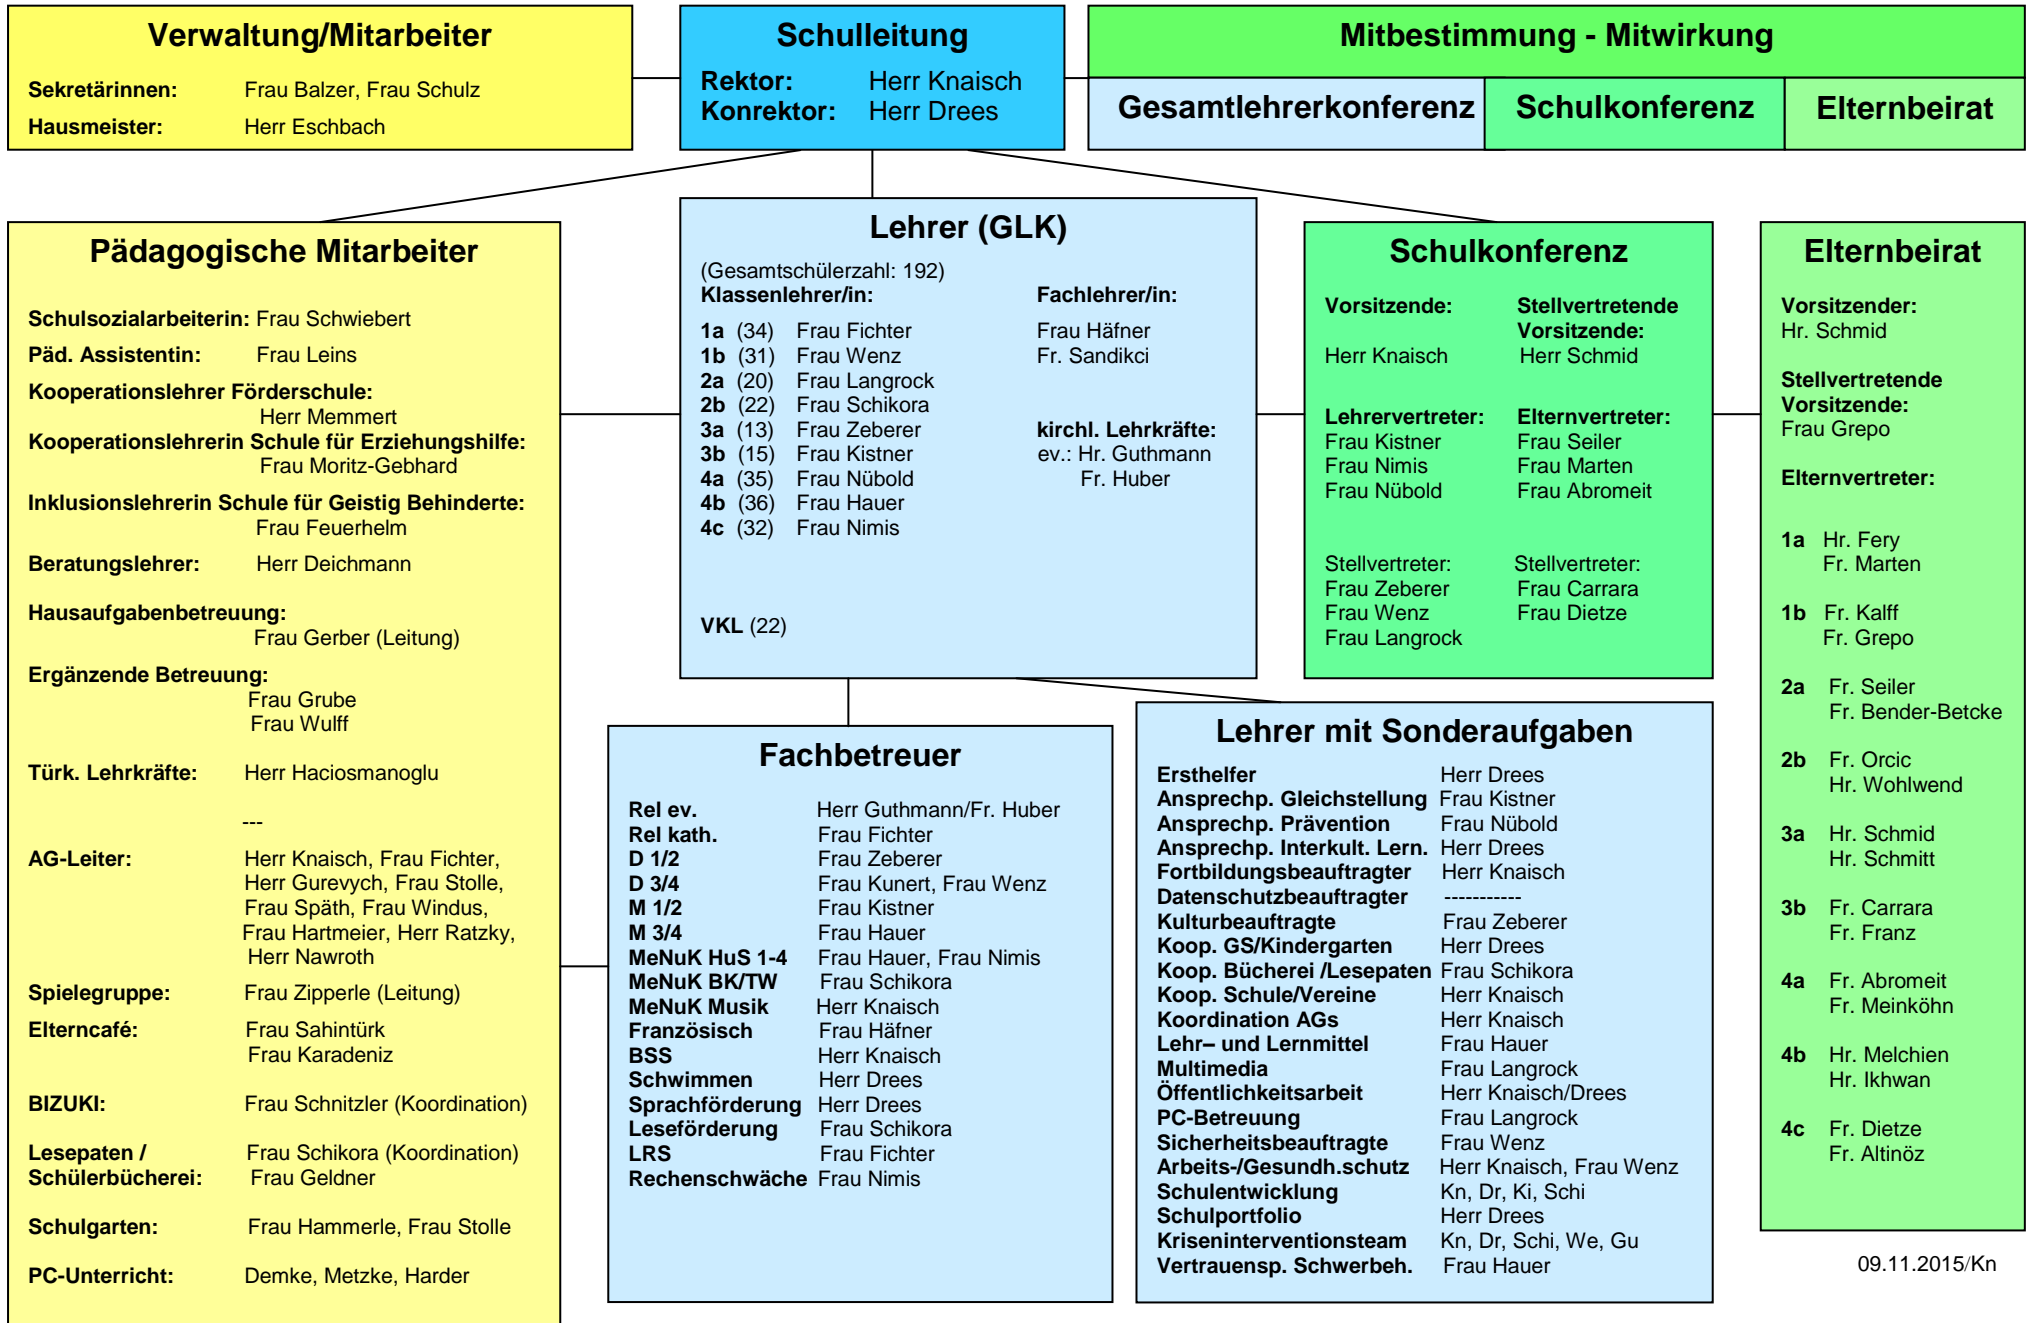 Verwaltung/Mitarbeiter
Sekretärinnen: Frau Balzer, Frau Schulz
Hausmeister: Herr Eschbach
Schulleitung
Rektor: Herr Knaisch
Konrektor: Herr Drees
Mitbestimmung - Mitwirkung
Gesamtlehrerkonferenz Schulkonferenz Elternbeirat
Pädagogische Mitarbeiter
Schulsozialarbeiterin: Frau Schwiebert
Päd. Assistentin: Frau Leins
Kooperationslehrer Förderschule:
Herr Memmert
Kooperationslehrerin Schule für Erziehungshilfe:
Frau Moritz-Gebhard
Inklusionslehrerin Schule für Geistig Behinderte:
Frau Feuerhelm
Beratungslehrer: Herr Deichmann
Hausaufgabenbetreuung:
Frau Gerber (Leitung)
Ergänzende Betreuung:
Frau Grube
Frau Wulff
Türk. Lehrkräfte: Herr Haciosmanoglu
---
AG-Leiter: Herr Knaisch, Frau Fichter,
Herr Gurevych, Frau Stolle,
Frau Späth, Frau Windus,
Frau Hartmeier, Herr Ratzky,
Herr Nawroth
Spielegruppe: Frau Zipperle (Leitung)
Elterncafé: Frau Sahintürk
Frau Karadeniz
BIZUKI: Frau Schnitzler (Koordination)
Lesepaten / Frau Schikora (Koordination)
Schülerbücherei: Frau Geldner
Schulgarten: Frau Hammerle, Frau Stolle
PC-Unterricht: Demke, Metzke, Harder
Lehrer (GLK)
(Gesamtschülerzahl: 192)
Klassenlehrer/in: Fachlehrer/in:
1a (34) Frau Fichter Frau Häfner
1b (31) Frau Wenz Fr. Sandikci
2a (20) Frau Langrock
2b (22) Frau Schikora
3a (13) Frau Zeberer kirchl. Lehrkräfte:
3b (15) Frau Kistner ev.: Hr. Guthmann
4a (35) Frau Nübold Fr. Huber
4b (36) Frau Hauer
4c (32) Frau Nimis
VKL (22)
Schulkonferenz
Vorsitzende: Stellvertretende
Vorsitzende:
Herr Knaisch Herr Schmid
Lehrervertreter: Elternvertreter:
Frau Kistner Frau Seiler
Frau Nimis Frau Marten
Frau Nübold Frau Abromeit
Stellvertreter: Stellvertreter:
Frau Zeberer Frau Carrara
Frau Wenz Frau Dietze
Frau Langrock
Elternbeirat
Vorsitzender:
Hr. Schmid
Stellvertretende
Vorsitzende:
Frau Grepo
Elternvertreter:
1a Hr. Fery
Fr. Marten
1b Fr. Kalff
Fr. Grepo
2a Fr. Seiler
Fr. Bender-Betcke
2b Fr. Orcic
Hr. Wohlwend
3a Hr. Schmid
Hr. Schmitt
3b Fr. Carrara
Fr. Franz
4a Fr. Abromeit
Fr. Meinköhn
4b Hr. Melchien
Hr. Ikhwan
4c Fr. Dietze
Fr. Altinöz
Fachbetreuer
Rel ev. Herr Guthmann/Fr. Huber
Rel kath. Frau Fichter
D 1/2 Frau Zeberer
D 3/4 Frau Kunert, Frau Wenz
M 1/2 Frau Kistner
M 3/4 Frau Hauer
MeNuK HuS 1-4 Frau Hauer, Frau Nimis
MeNuK BK/TW Frau Schikora
MeNuK Musik Herr Knaisch
Französisch Frau Häfner
BSS Herr Knaisch
Schwimmen Herr Drees
Sprachförderung Herr Drees
Leseförderung Frau Schikora
LRS Frau Fichter
Rechenschwäche Frau Nimis
Lehrer mit Sonderaufgaben
Ersthelfer Herr Drees
Ansprechp. Gleichstellung Frau Kistner
Ansprechp. Prävention Frau Nübold
Ansprechp. Interkult. Lern. Herr Drees
Fortbildungsbeauftragter Herr Knaisch
Datenschutzbeauftragter -----------
Kulturbeauftragte Frau Zeberer
Koop. GS/Kindergarten Herr Drees
Koop. Bücherei /Lesepaten Frau Schikora
Koop. Schule/Vereine Herr Knaisch
Koordination AGs Herr Knaisch
Lehr– und Lernmittel Frau Hauer
Multimedia Frau Langrock
Öffentlichkeitsarbeit Herr Knaisch/Drees
PC-Betreuung Frau Langrock
Sicherheitsbeauftragte Frau Wenz
Arbeits-/Gesundh.schutz Herr Knaisch, Frau Wenz
Schulentwicklung Kn, Dr, Ki, Schi
Schulportfolio Herr Drees
Kriseninterventionsteam Kn, Dr, Schi, We, Gu
Vertrauensp. Schwerbeh. Frau Hauer
09.11.2015/Kn